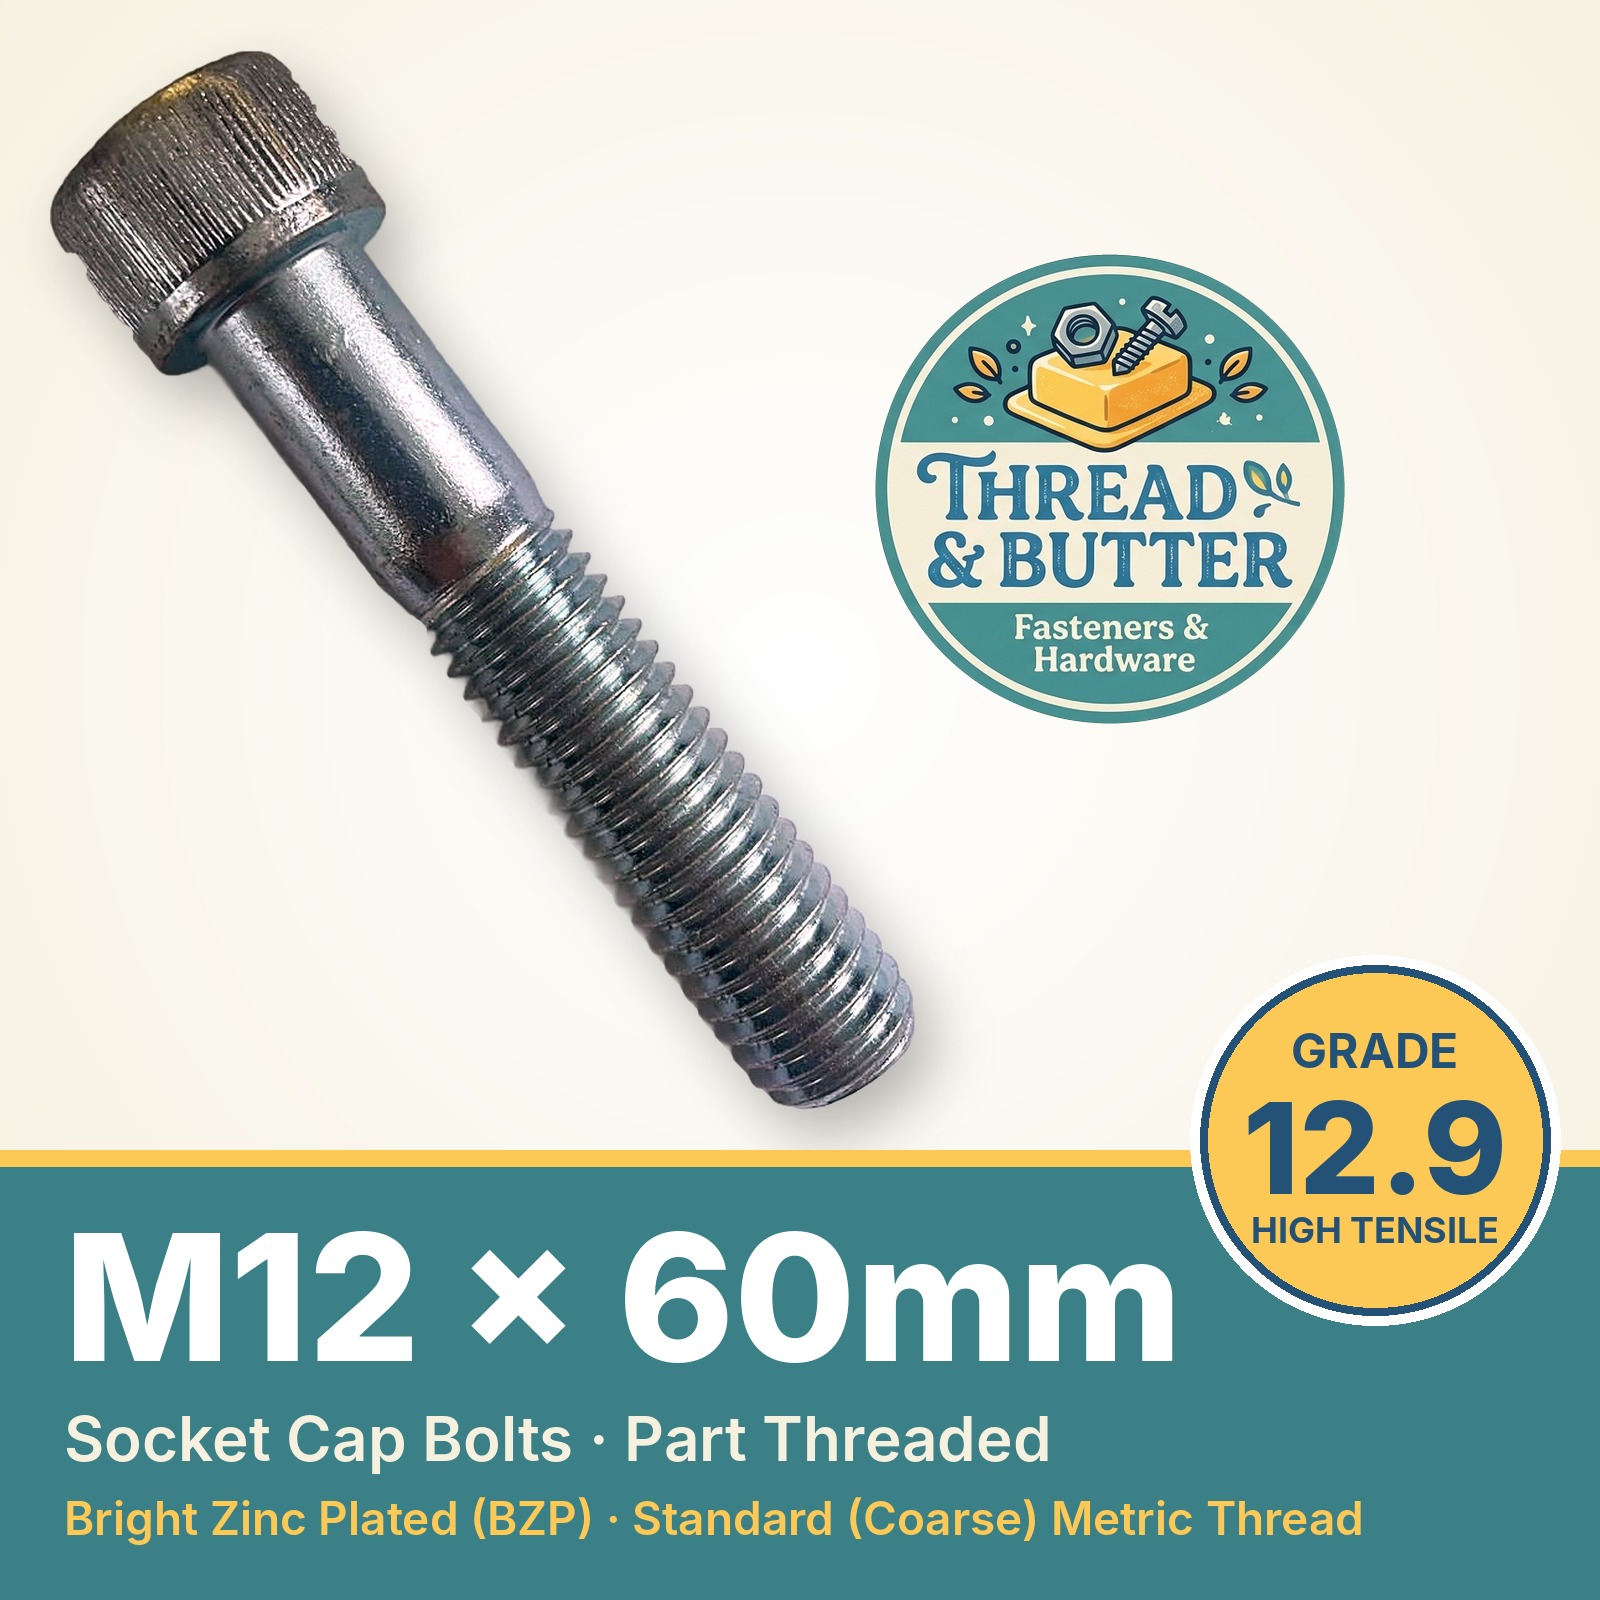 THREAD
& BUTTER
Fasteners &
Hardware
GRADE
12.9
HIGH TENSILE
M12 × 60mm
Socket Cap Bolts · Part Threaded
Bright Zinc Plated (BZP) · Standard (Coarse) Metric Thread